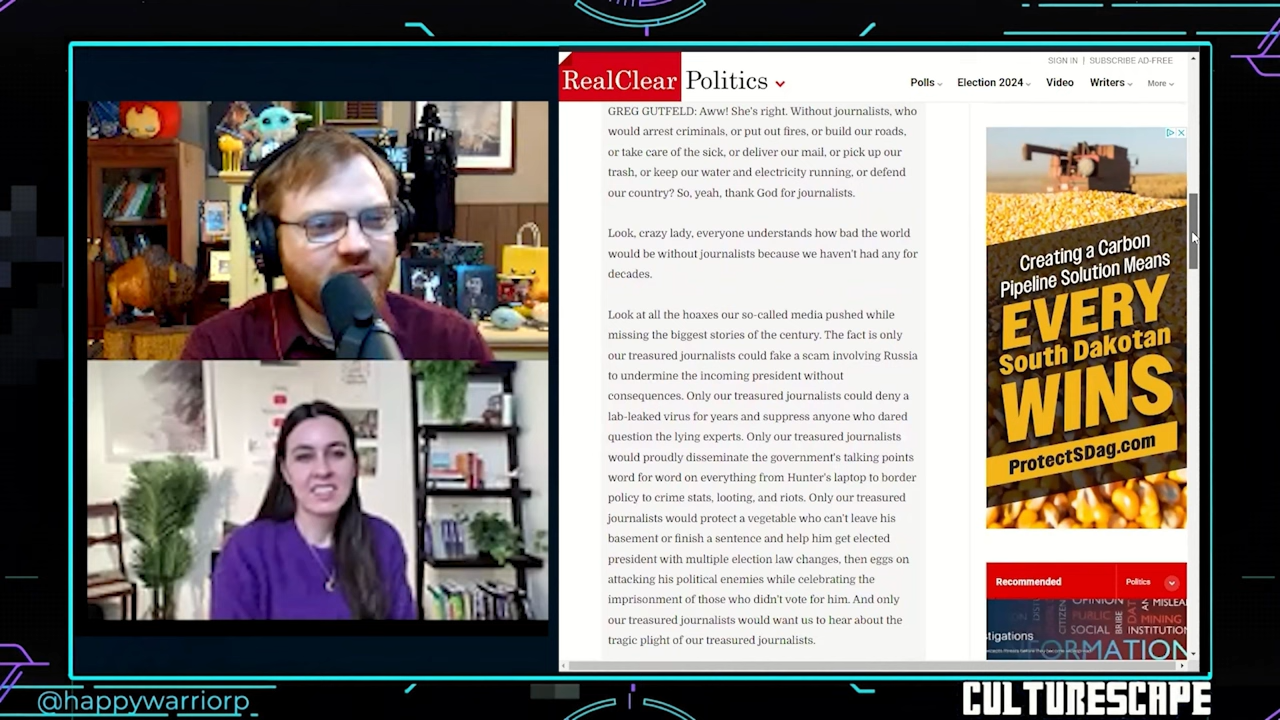 RealClear Politics
SIGN IN | SUBSCRIBE AD-FREE
Polls Election 2024 Video Writers More
GREG GUTFELD: Aww! She's right. Without journalists, who
would arrest criminals, or put out fires, or build our roads,
or take care of the sick, or deliver our mail, or pick up our
trash, or keep our water and electricity running, or defend
our country? So, yeah, thank God for journalists.
Look, crazy lady, everyone understands how bad the world
would be without journalists because we haven't had any for
decades.
Look at all the hoaxes our so-called media pushed while
missing the biggest stories of the century. The fact is only
our treasured journalists could fake a scam involving Russia
to undermine the incoming president without
consequences. Only our treasured journalists could deny a
lab-leaked virus for years and suppress anyone who dared
question the lying experts. Only our treasured journalists
would proudly disseminate the government's talking points
word for word on everything from Hunter's laptop to border
policy to crime stats, looting, and riots. Only our treasured
journalists would protect a vegetable who can't leave his
basement or finish a sentence and help him get elected
president with multiple election law changes, then eggs on
attacking his political enemies while celebrating the
imprisonment of those who didn't vote for him. And only
our treasured journalists would want us to hear about the
tragic plight of our treasured journalists.
Creating a Carbon
Pipeline Solution Means
EVERY
South Dakotan
WINS
ProtectSDag.com
Recommended
Politics
OPINION
MISLEA
PUBLIC
MINING
SOCIAL
BRIBE
INSTITUTION
stigations
FORMATION
@happywarriorp
CULTURESCAPE